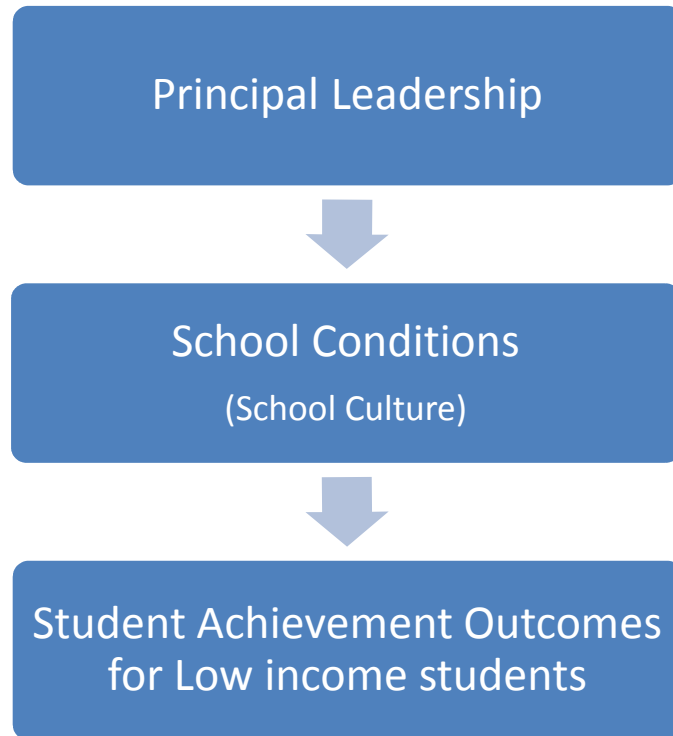 Principal Leadership
School Conditions
(School Culture)
Student Achievement Outcomes
for Low income students